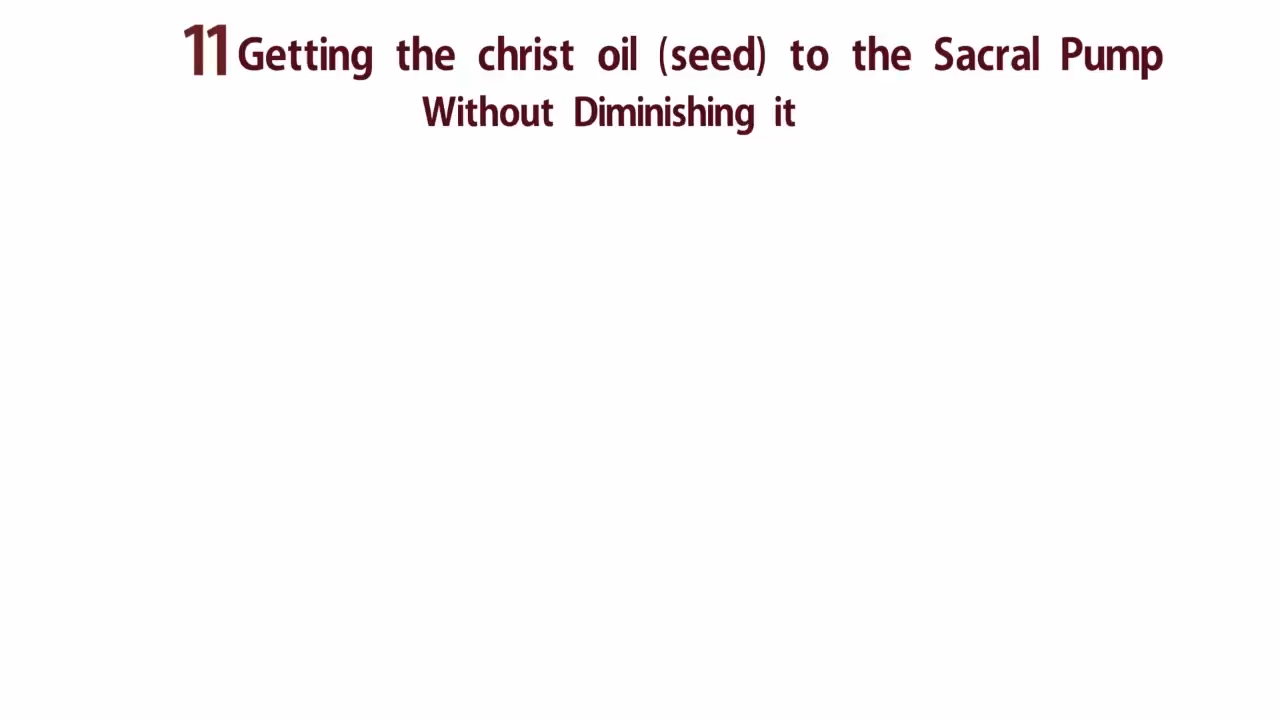 11 Getting the christ oil (seed) to the Sacral Pump
Without Diminishing it